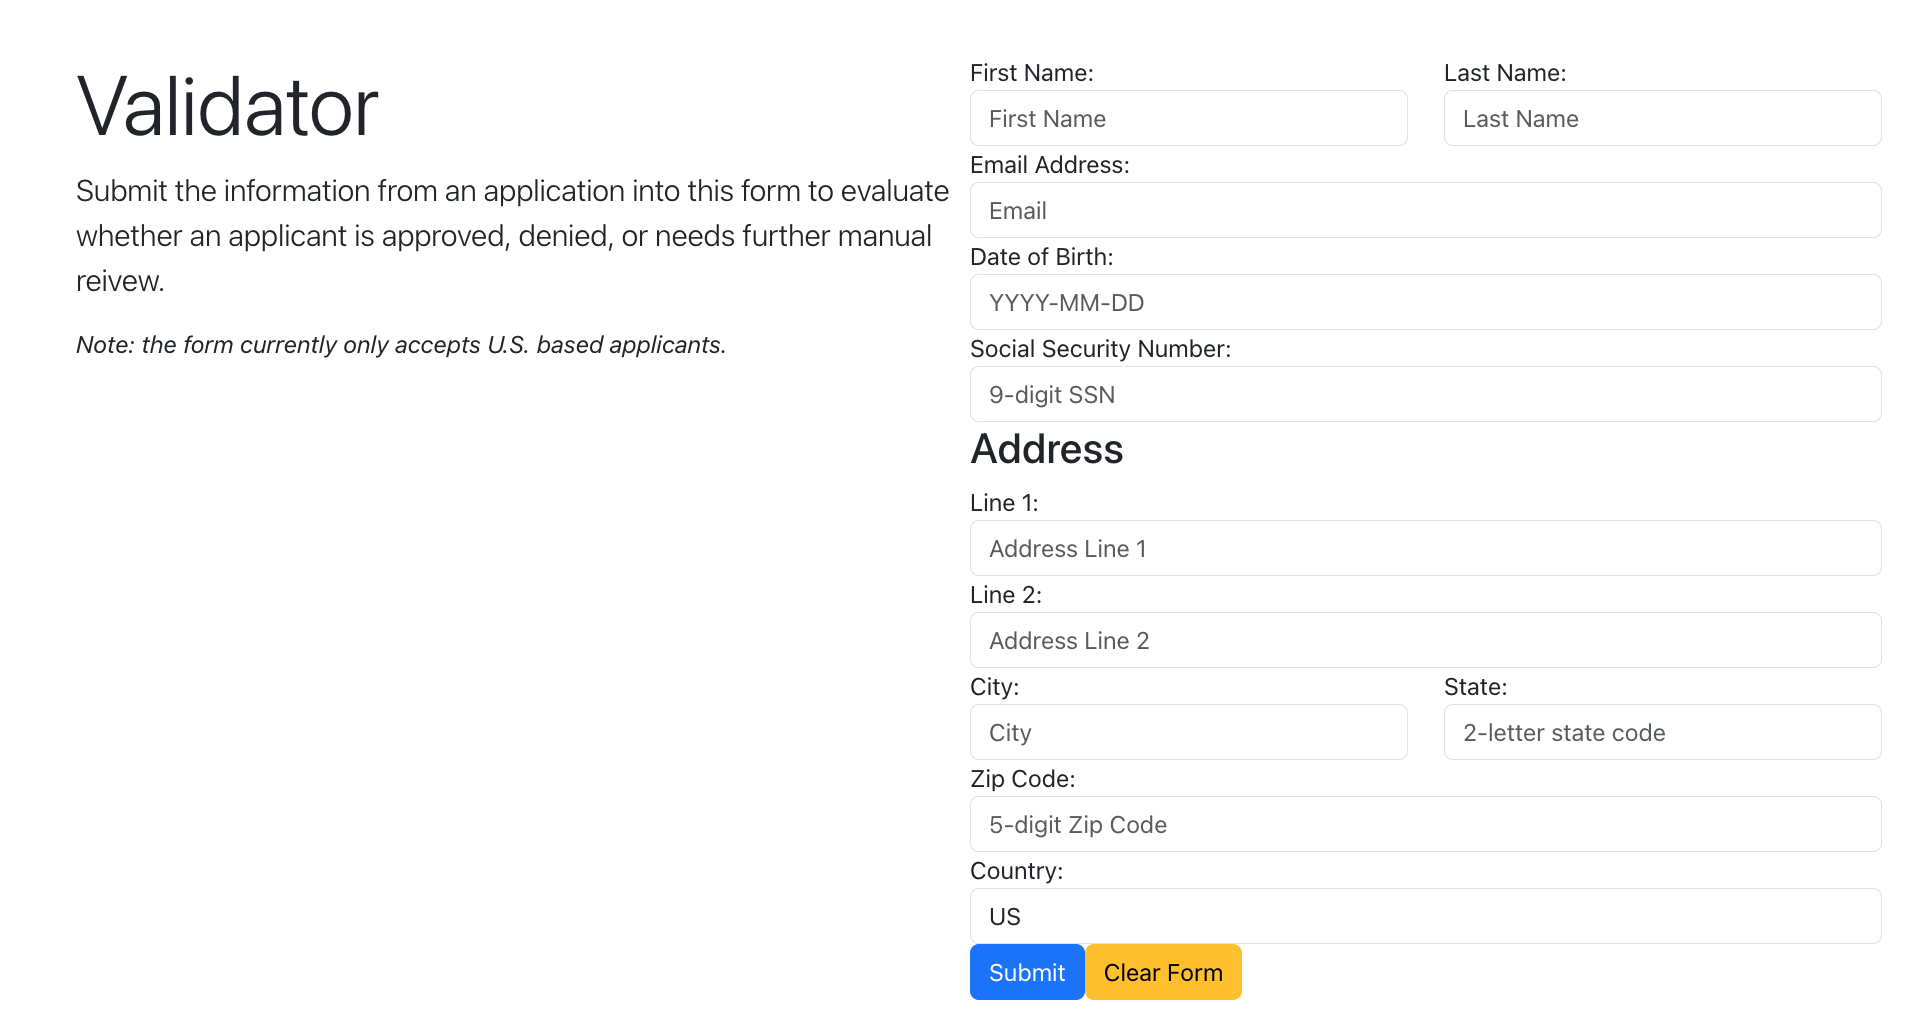 Validator
Submit the information from an application into this form to evaluate
whether an applicant is approved, denied, or needs further manual
reivew.
Note: the form currently only accepts U.S. based applicants.
First Name:
First Name
Last Name:
Last Name
Email Address:
Email
Date of Birth:
YYYY-MM-DD
Social Security Number:
9-digit SSN
Address
Line 1:
Address Line 1
Line 2:
Address Line 2
City:
City
State:
2-letter state code
Zip Code:
5-digit Zip Code
Country:
US
Submit
Clear Form